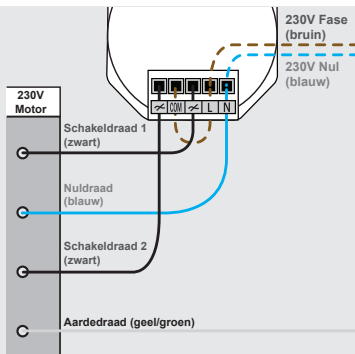 230V Fase
(bruin)
230V Nul
(blauw)
230V
Motor
COM
L
N
Schakeldraad 1
(zwart)
Nuldraad
(blauw)
Schakeldraad 2
(zwart)
Aardedraad (geel/groen)